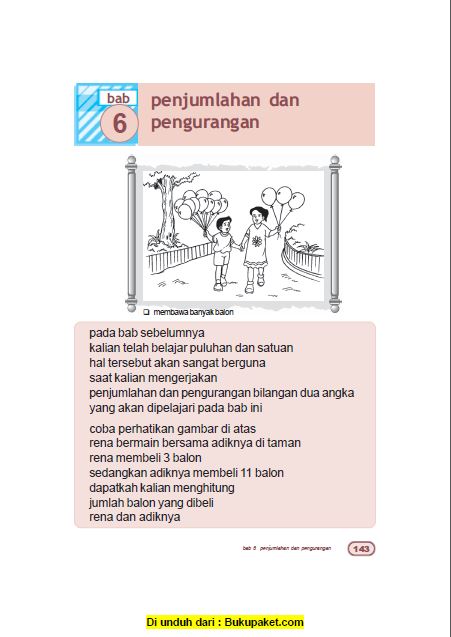 bab
6
penjumlahan dan
pengurangan
❑ membawa banyak balon
pada bab sebelumnya
kalian telah belajar puluhan dan satuan
hal tersebut akan sangat berguna
saat kalian mengerjakan
penjumlahan dan pengurangan bilangan dua angka
yang akan dipelajari pada bab ini
coba perhatikan gambar di atas
rena bermain bersama adiknya di taman
rena membeli 3 balon
sedangkan adiknya membeli 11 balon
dapatkah kalian menghitung
jumlah balon yang dibeli
rena dan adiknya
bab 6 penjumlahan dan pengurangan
143
Di unduh dari : Bukupaket.com